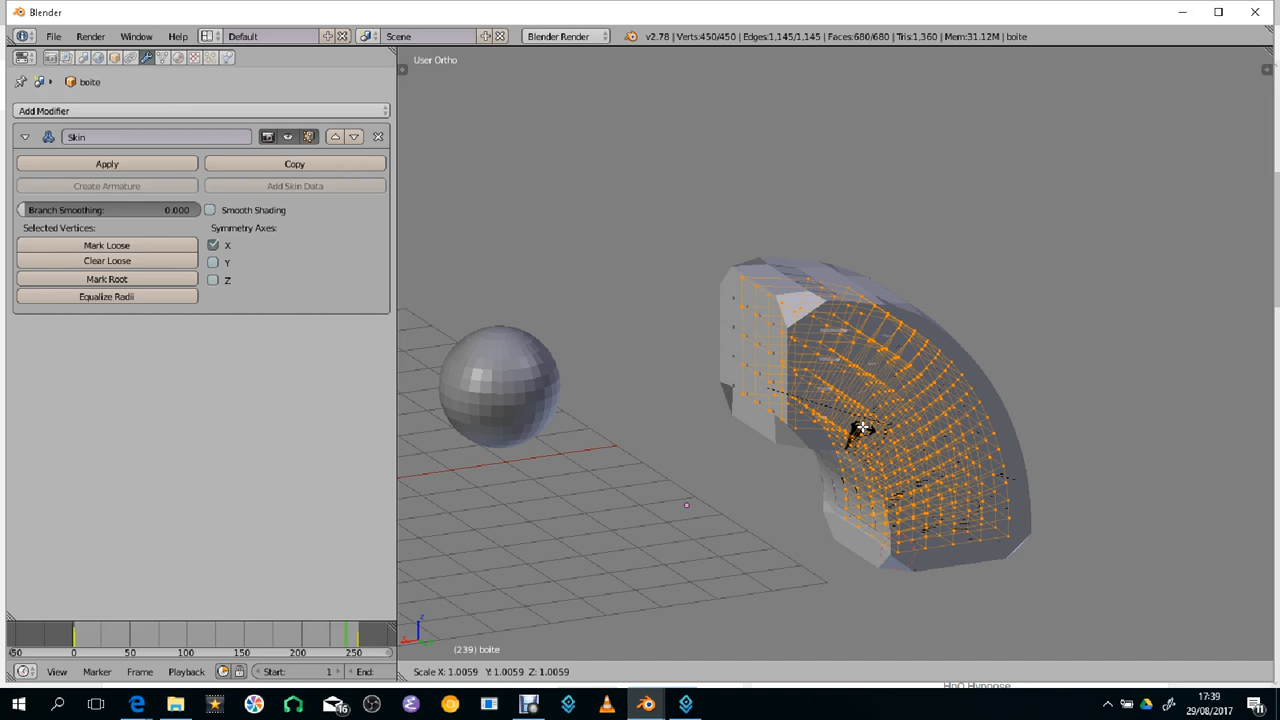 Blender
File Render Window Help Default Scene Blender Render v2.78 | Verts:450/450 | Edges:1,145/1,145 | Faces:680/680 | Tris:1,360 | Mem:31.12M | boite
User Ortho
boite
Add Modifier
Skin
Apply Copy
Create Armature Add Skin Data
Branch Smoothing: 0.000 Smooth Shading
Selected Vertices: Symmetry Axes:
Mark Loose X
Clear Loose Y
Mark Root Z
Equalize Radii
(239) boite
-50 0 50 100 150 200 250
View Marker Frame Playback Start: 1 End:
Scale X: 1.0059 Y: 1.0059 Z: 1.0059
HnO Hypnose
16
17:39
29/08/2017
11